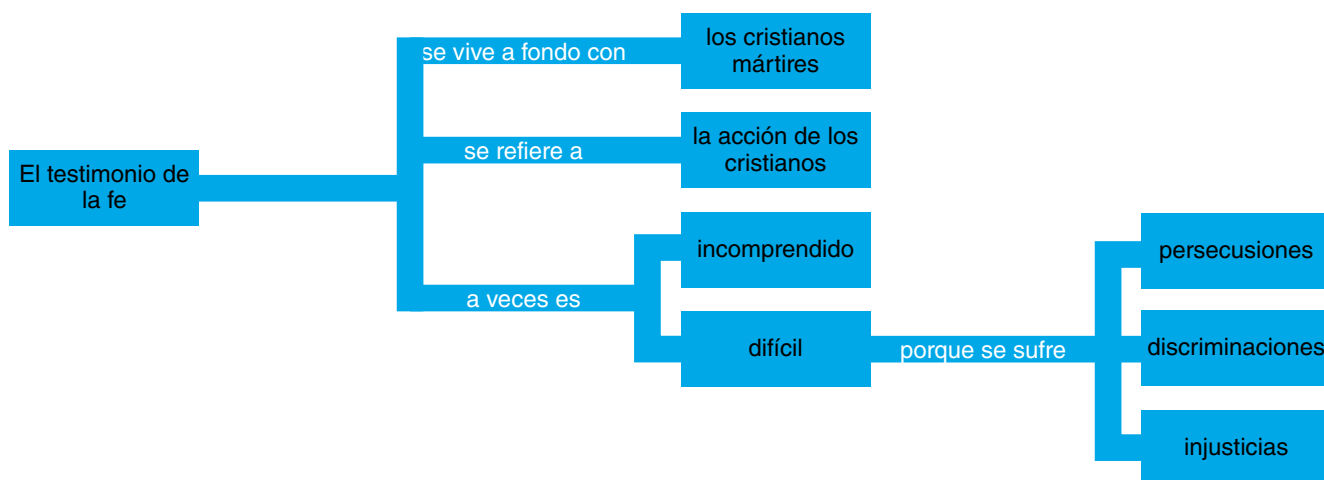 se vive a fondo con
los cristianos
mártires
se refiere a
la acción de los
cristianos
El testimonio de
la fe
a veces es
incomprendido
difícil
porque se sufre
persecusiones
discriminaciones
injusticias